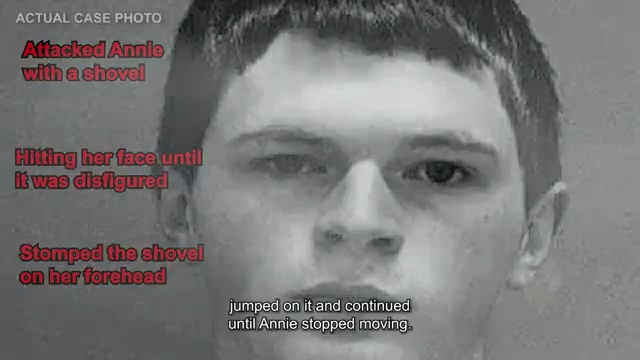 ACTUAL CASE PHOTO
Attacked Annie
with a shovel
Hitting her face until
it was disfigured
Stomped the shovel
on her forehead
jumped on it and continued
until Annie stopped moving.